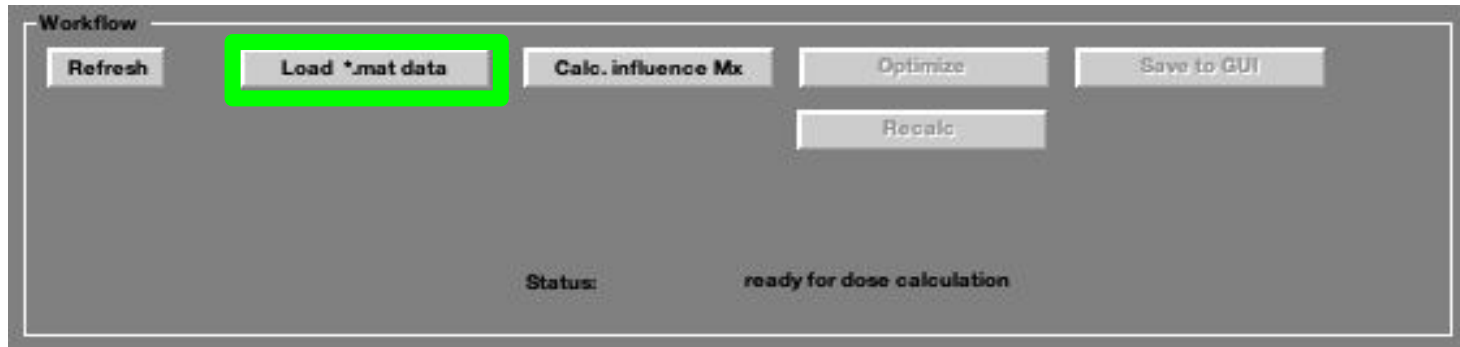 Workflow
Refresh Load *.mat data Calc. influence Mx Optimize Save to GUI
Recalc
Status: ready for dose calculation